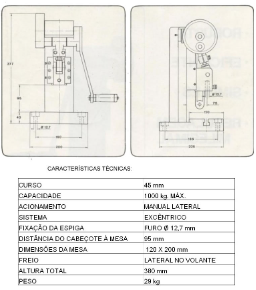 CARACTERÍSTICAS TÉCNICAS:
CURSO 45 mm
CAPACIDADE 1000 kg. MÁX.
ACIONAMENTO MANUAL LATERAL
SISTEMA EXCÊNTRICO
FIXAÇÃO DA ESPIGA FURO Ø 12,7 mm
DISTÂNCIA DO CABEÇOTE À MESA 95 mm
DIMENSÕES DA MESA 120 X 200 mm
FREIO LATERAL NO VOLANTE
ALTURA TOTAL 380 mm
PESO 29 kg